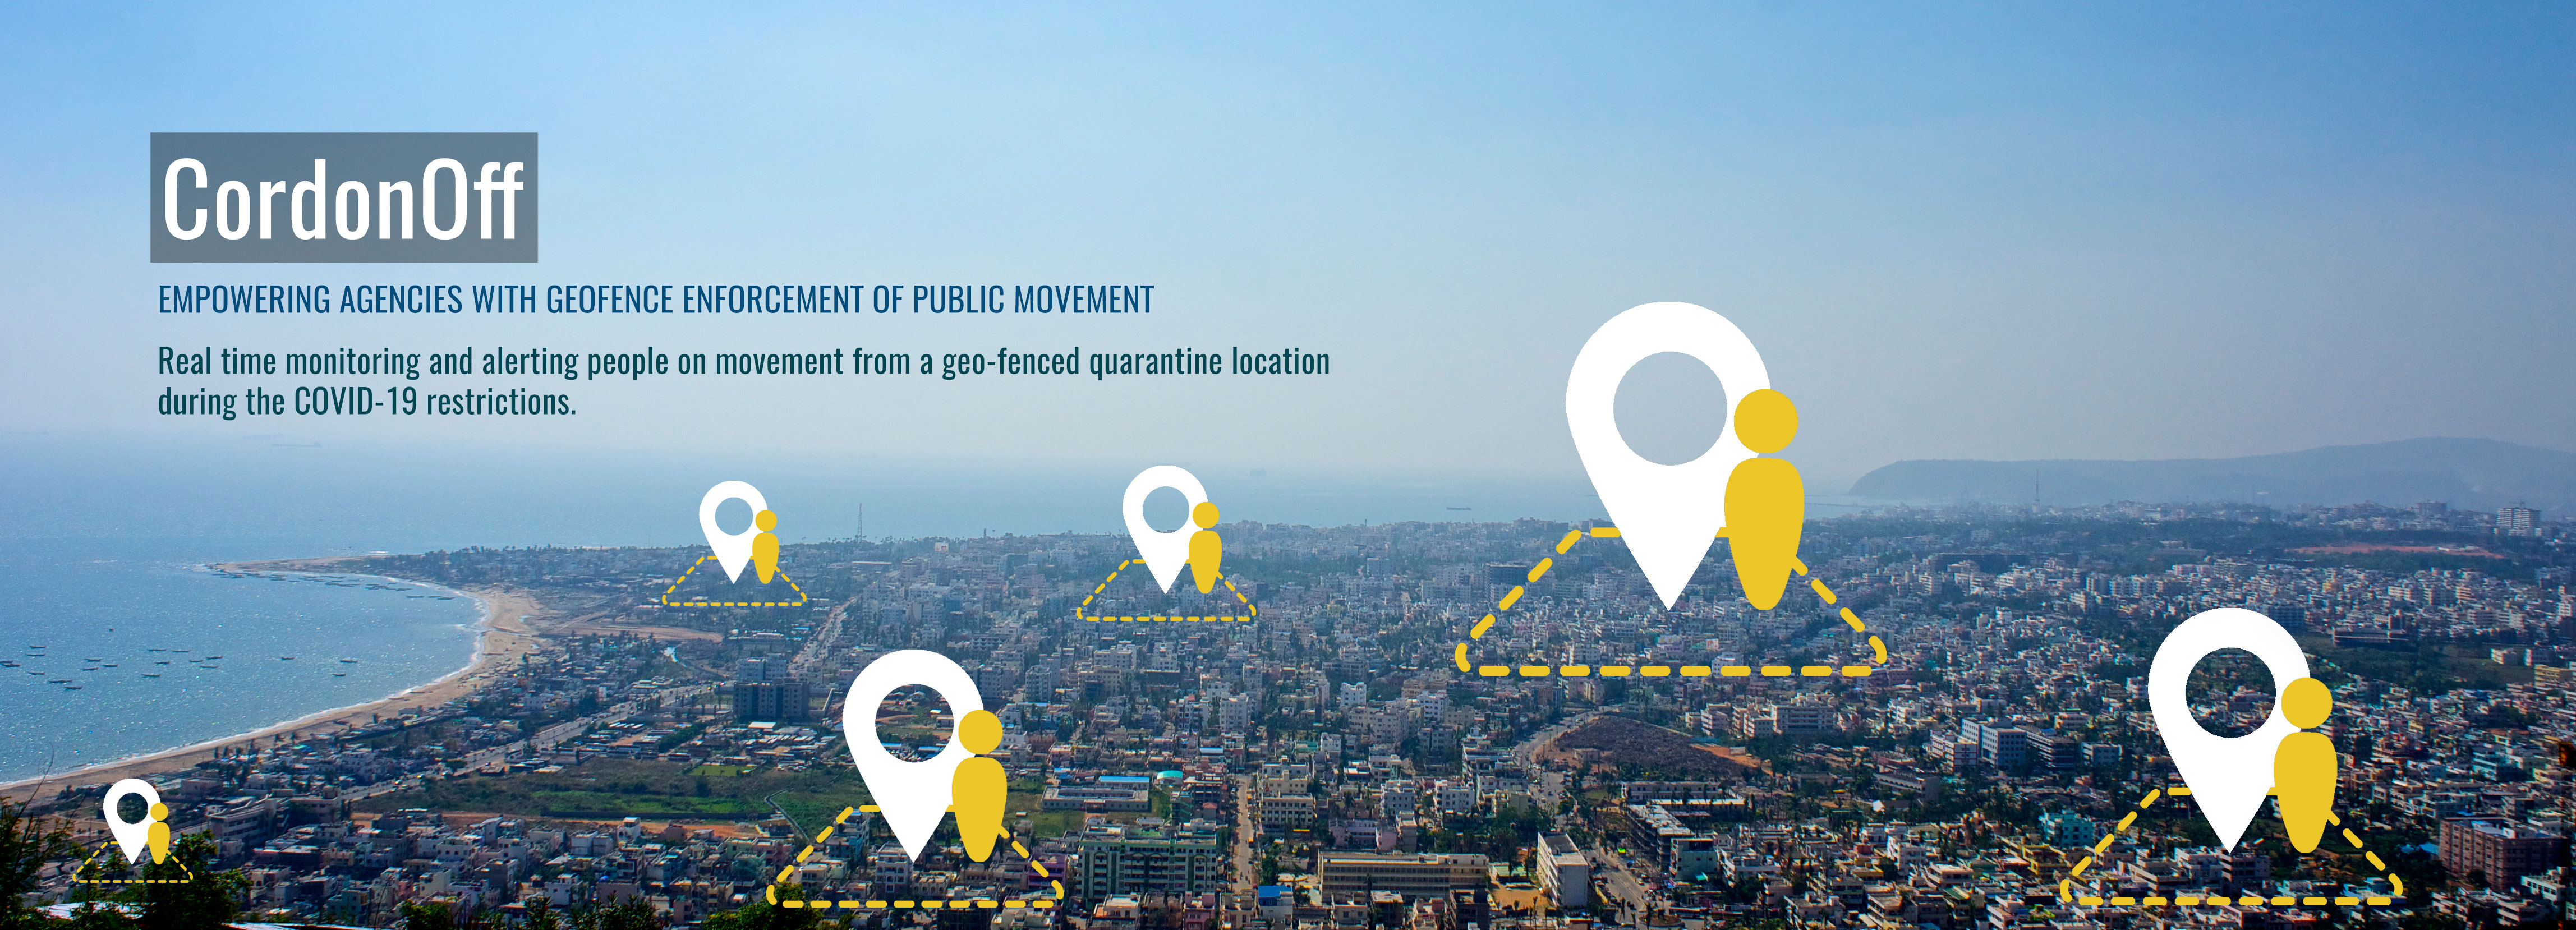 CordonOff
EMPOWERING AGENCIES WITH GEOFENCE ENFORCEMENT OF PUBLIC MOVEMENT
Real time monitoring and alerting people on movement from a geo-fenced quarantine location
during the COVID-19 restrictions.